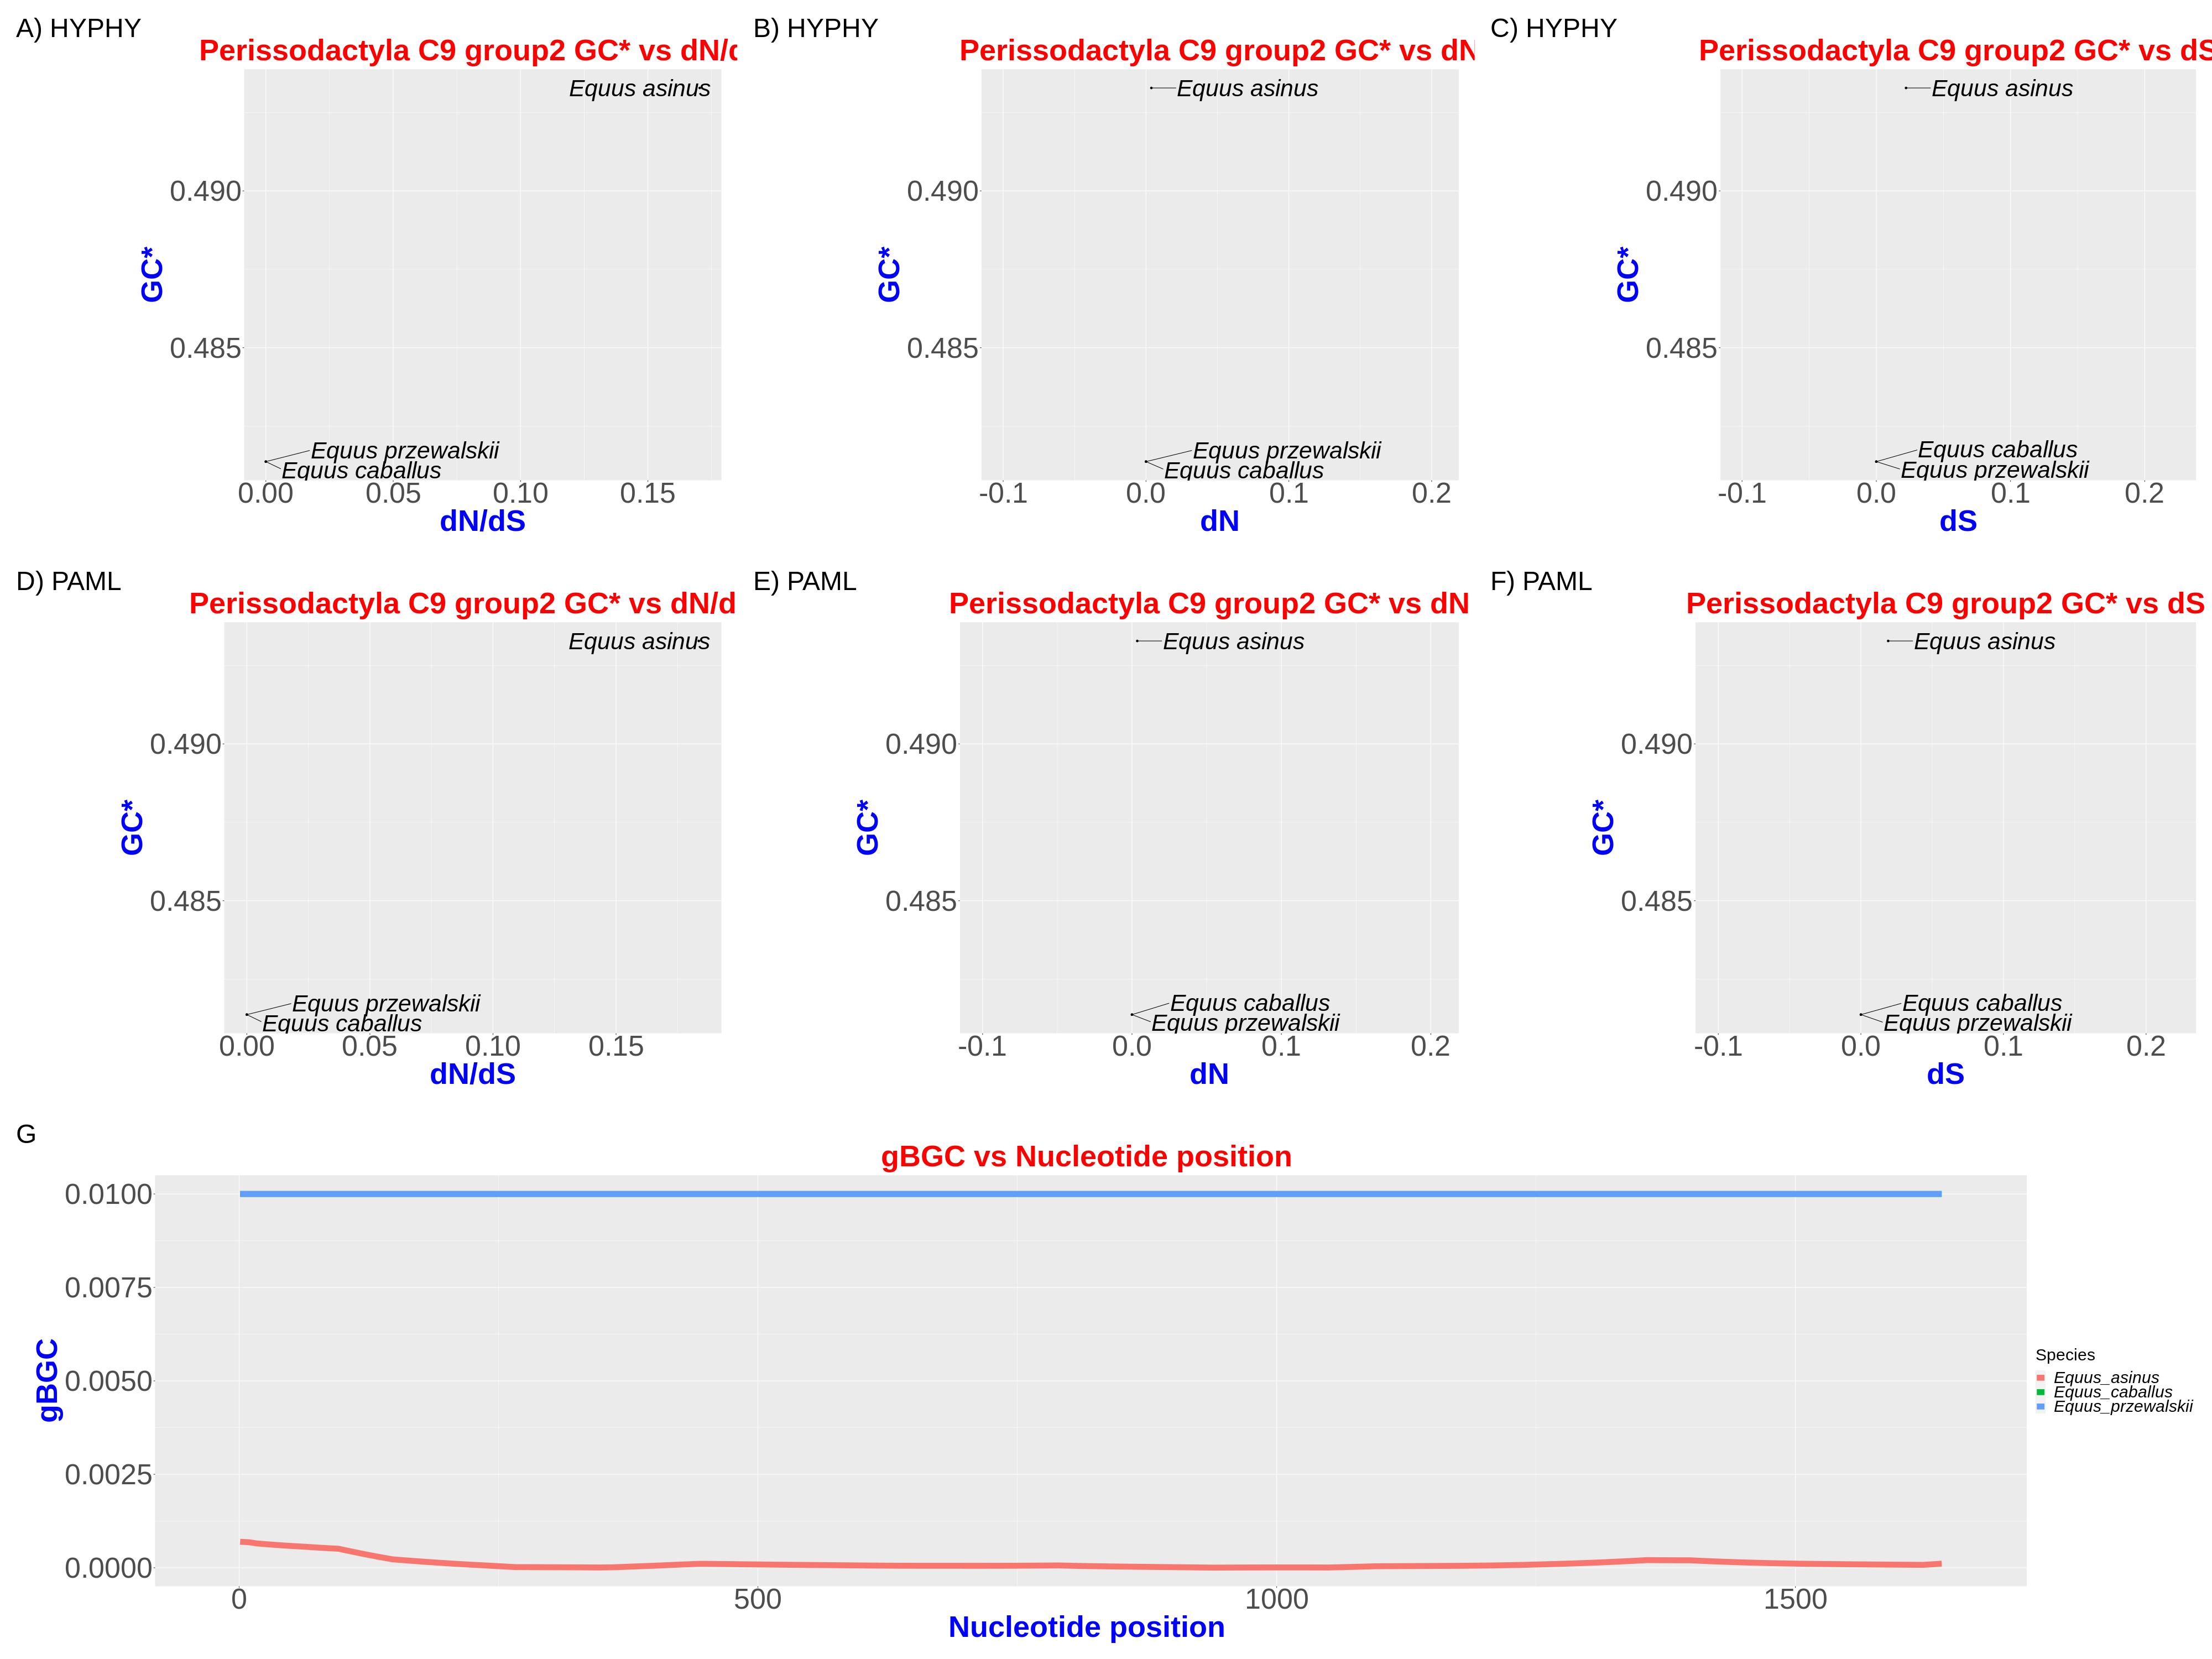 A) HYPHY
Perissodactyla C9 group2 GC* vs dN/d
Equus asinus
0.490
0.485
GC*
Equus przewalskii
Equus caballus
0.00 0.05 0.10 0.15
dN/dS
B) HYPHY
Perissodactyla C9 group2 GC* vs dN
Equus asinus
0.490
0.485
GC*
Equus przewalskii
Equus caballus
-0.1 0.0 0.1 0.2
dN
C) HYPHY
Perissodactyla C9 group2 GC* vs dS
Equus asinus
0.490
0.485
GC*
Equus caballus
Equus przewalskii
-0.1 0.0 0.1 0.2
dS
D) PAML
Perissodactyla C9 group2 GC* vs dN/d
Equus asinus
0.490
0.485
GC*
Equus przewalskii
Equus caballus
0.00 0.05 0.10 0.15
dN/dS
E) PAML
Perissodactyla C9 group2 GC* vs dN
Equus asinus
0.490
0.485
GC*
Equus caballus
Equus przewalskii
-0.1 0.0 0.1 0.2
dN
F) PAML
Perissodactyla C9 group2 GC* vs dS
Equus asinus
0.490
0.485
GC*
Equus caballus
Equus przewalskii
-0.1 0.0 0.1 0.2
dS
G
gBGC vs Nucleotide position
0.0100
0.0075
0.0050
0.0025
0.0000
gBGC
0 500 1000 1500
Nucleotide position
Species
Equus_asinus
Equus_caballus
Equus_przewalskii